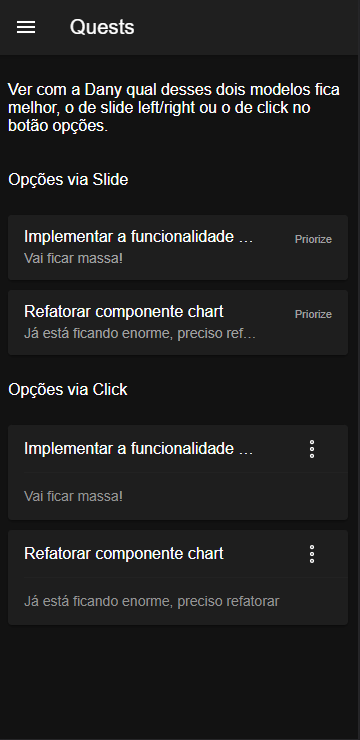 Quests
Ver com a Dany qual desses dois modelos fica
melhor, o de slide left/right ou o de click no
botão opções.
Opções via Slide
Implementar a funcionalidade …
Priorize
Vai ficar massa!
Refatorar componente chart
Priorize
Já está ficando enorme, preciso ref…
Opções via Click
Implementar a funcionalidade …
Vai ficar massa!
Refatorar componente chart
Já está ficando enorme, preciso refatorar